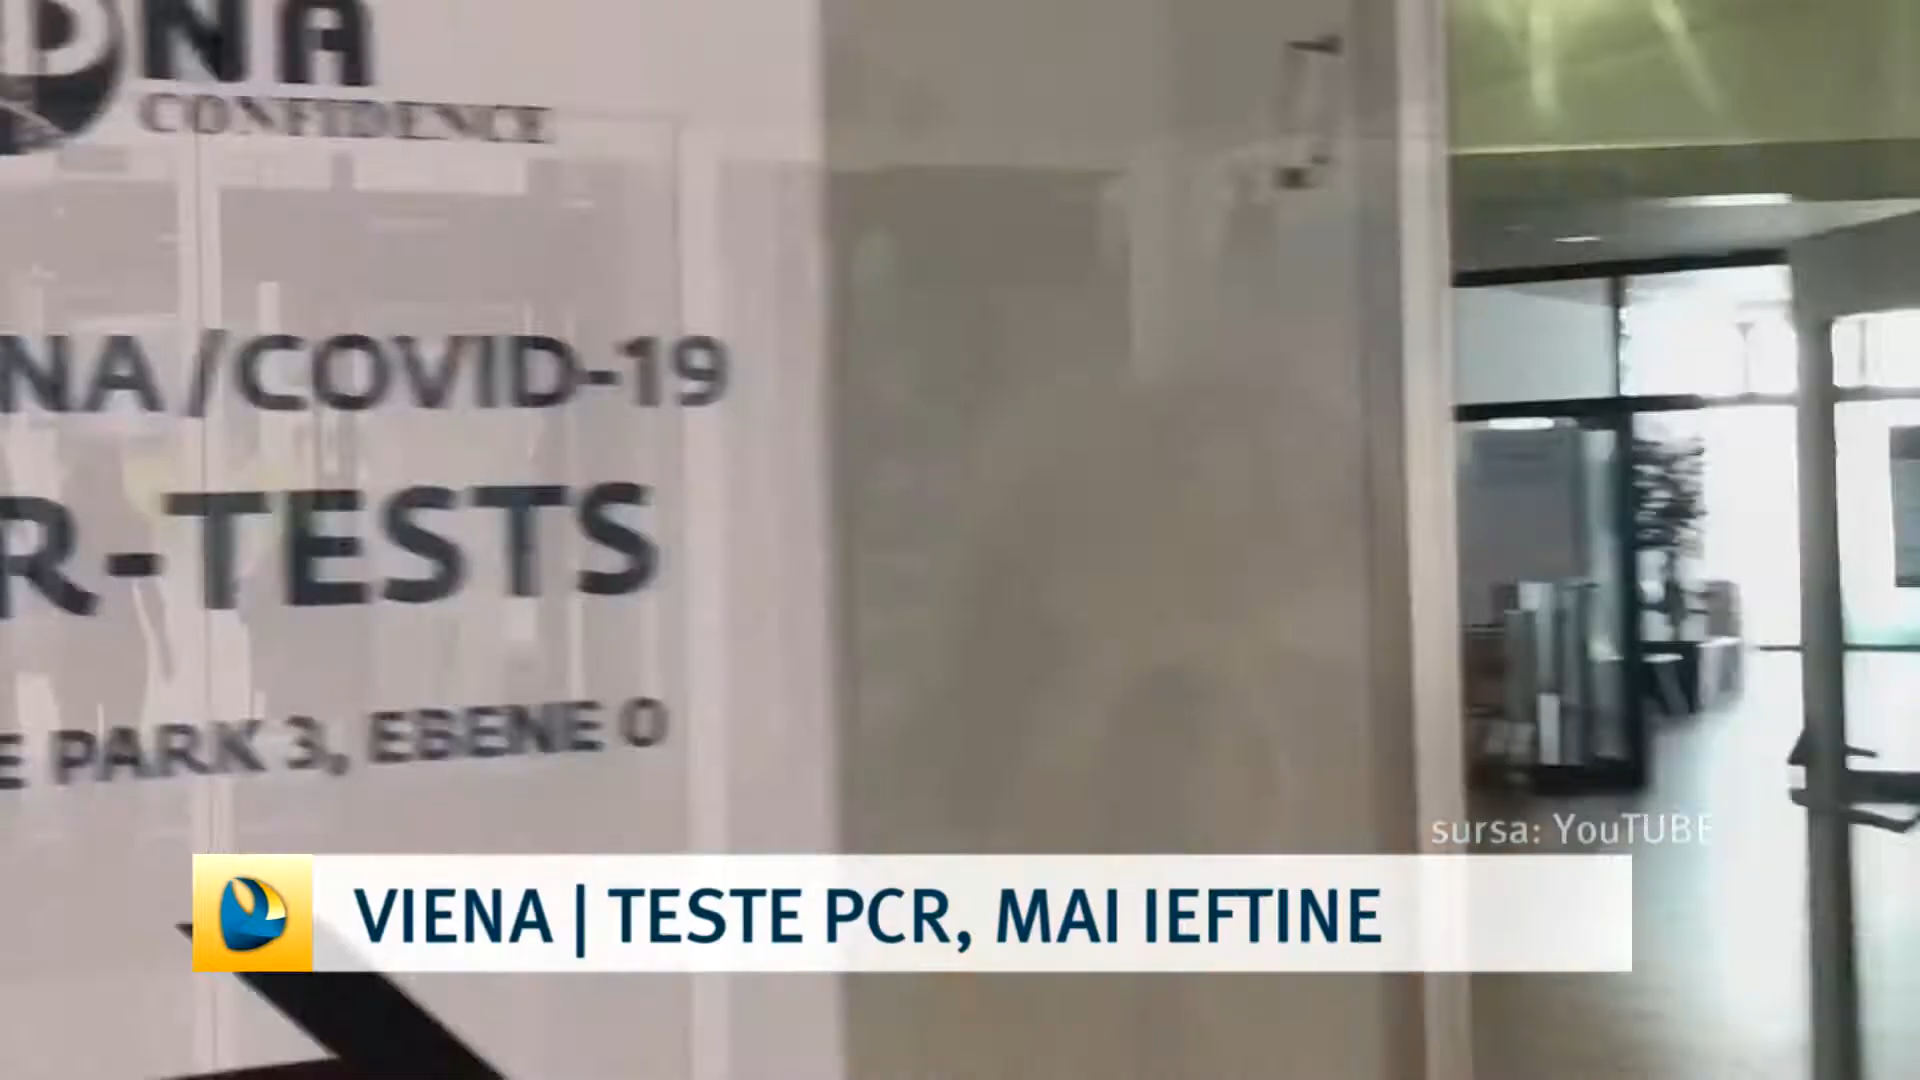 DNA
CONFIDENCE
NA/COVID-19
R-TESTS
E PARK 3, EBENE 0
sursa: YouTUBE
VIENA | TESTE PCR, MAI IEFTINE